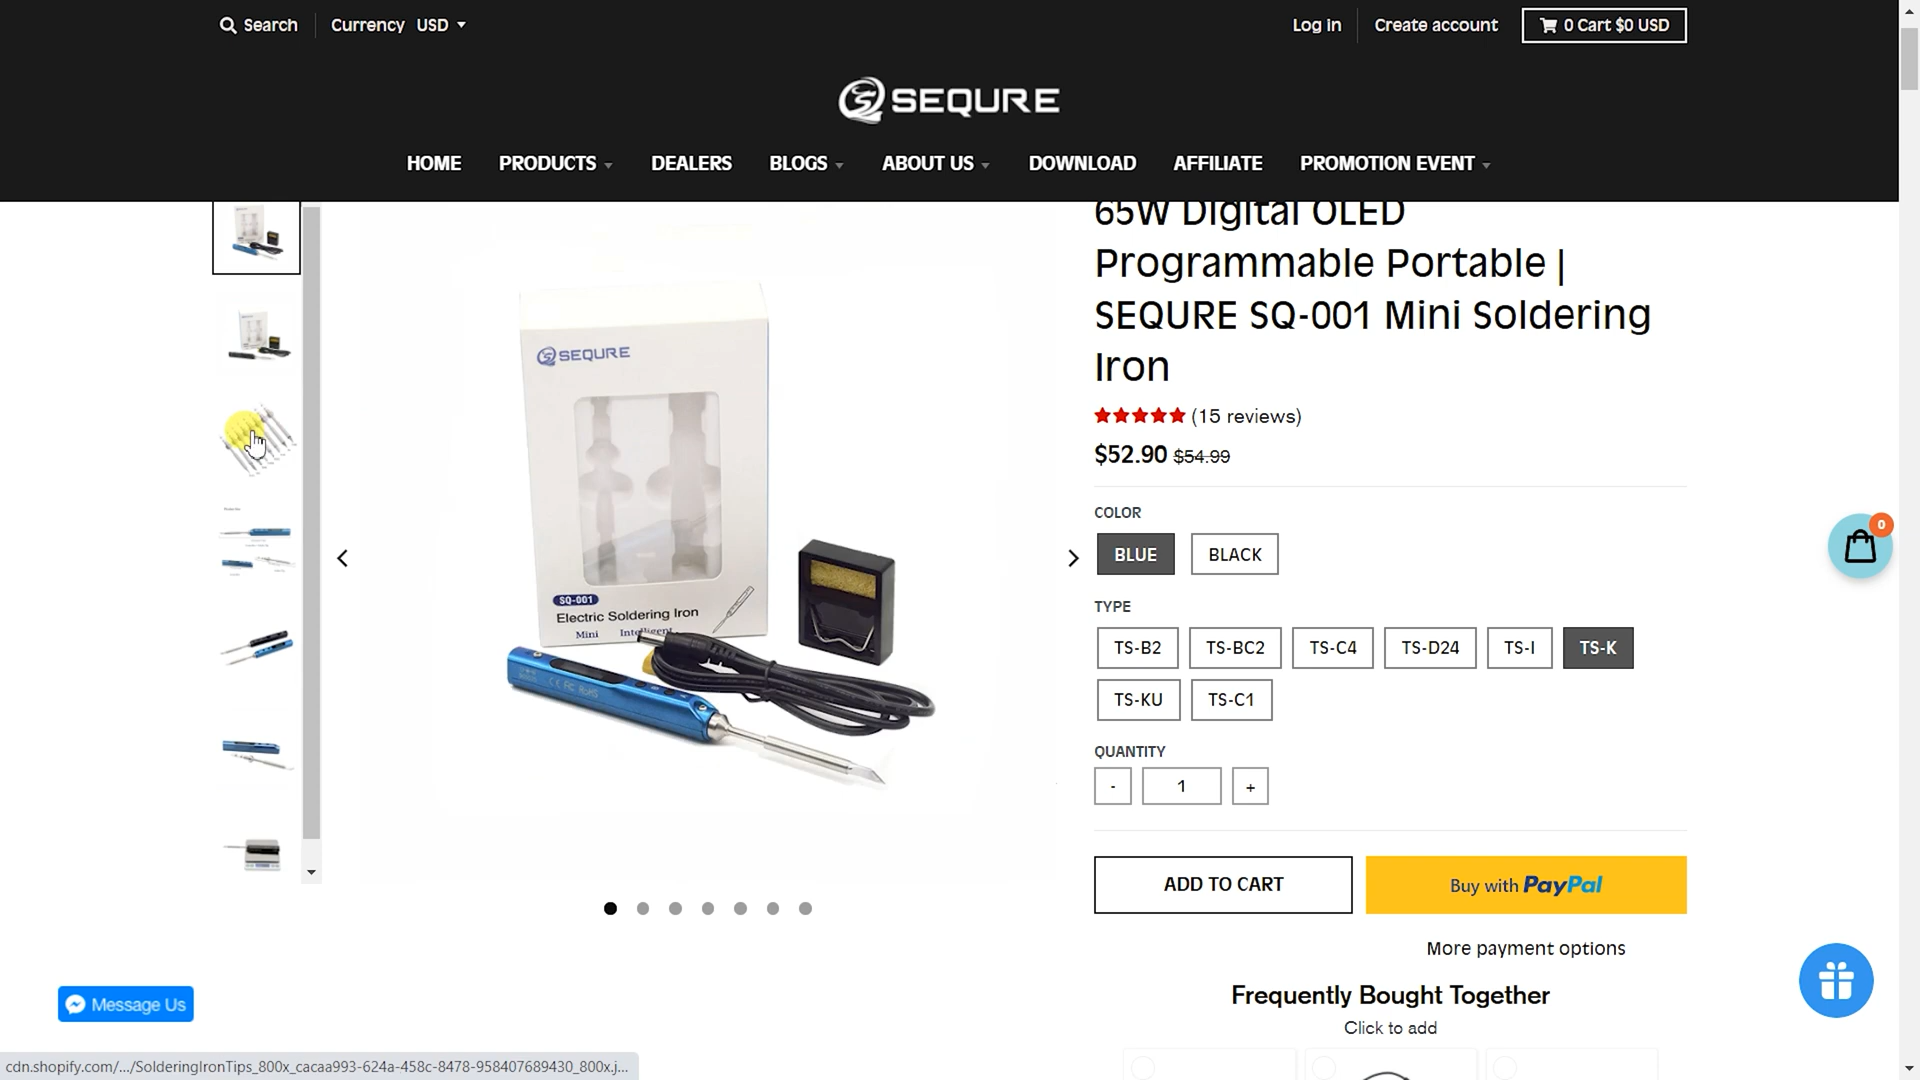 Search
Currency USD
Log in
Create account
0 Cart $0 USD
SEQURE
HOME
PRODUCTS
DEALERS
BLOGS
ABOUT US
DOWNLOAD
AFFILIATE
PROMOTION EVENT
65W Digital OLED
Programmable Portable |
SEQURE SQ-001 Mini Soldering
Iron
(15 reviews)
$52.90 $54.99
SEQURE
SQ-001
Electric Soldering Iron
Mini Intelligent
CE FC RoHS
COLOR
BLUE
BLACK
0
TYPE
TS-B2
TS-BC2
TS-C4
TS-D24
TS-I
TS-K
TS-KU
TS-C1
QUANTITY
- 1 +
ADD TO CART
Buy with PayPal
More payment options
Frequently Bought Together
Click to add
Message Us
cdn.shopify.com/.../SolderingIronTips_800x_cacaa993-624a-458c-8478-958407689430_800x.j...